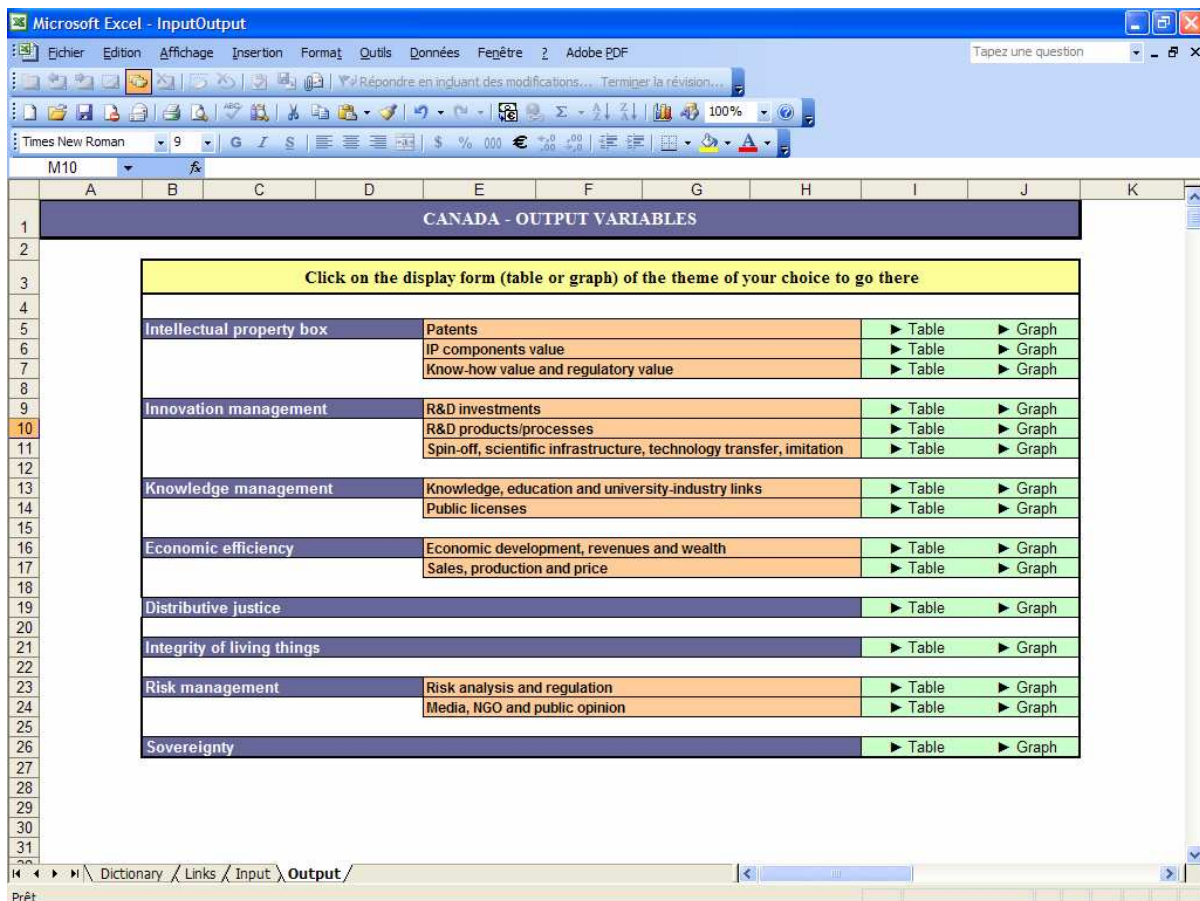 Microsoft Excel - InputOutput
Fichier Edition Affichage Insertion Format Outils Données Fenêtre ? Adobe PDF Tapez une question
Répondre en incluant des modifications... Terminer la révision...
100%
Times New Roman 9 G I S $ % 000 €
M10 fx
A B C D E F G H I J K
1 CANADA - OUTPUT VARIABLES
2
3 Click on the display form (table or graph) of the theme of your choice to go there
4
5 Intellectual property box Patents ► Table ► Graph
6 IP components value ► Table ► Graph
7 Know-how value and regulatory value ► Table ► Graph
8
9 Innovation management R&D investments ► Table ► Graph
10 R&D products/processes ► Table ► Graph
11 Spin-off, scientific infrastructure, technology transfer, imitation ► Table ► Graph
12
13 Knowledge management Knowledge, education and university-industry links ► Table ► Graph
14 Public licenses ► Table ► Graph
15
16 Economic efficiency Economic development, revenues and wealth ► Table ► Graph
17 Sales, production and price ► Table ► Graph
18
19 Distributive justice ► Table ► Graph
20
21 Integrity of living things ► Table ► Graph
22
23 Risk management Risk analysis and regulation ► Table ► Graph
24 Media, NGO and public opinion ► Table ► Graph
25
26 Sovereignty ► Table ► Graph
27
28
29
30
31
Dictionary / Links / Input \ Output /
Prêt